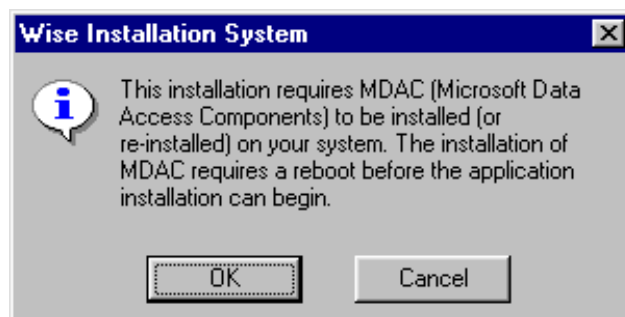 Wise Installation System
This installation requires MDAC (Microsoft Data
Access Components) to be installed (or
re-installed) on your system. The installation of
MDAC requires a reboot before the application
installation can begin.
OK
Cancel